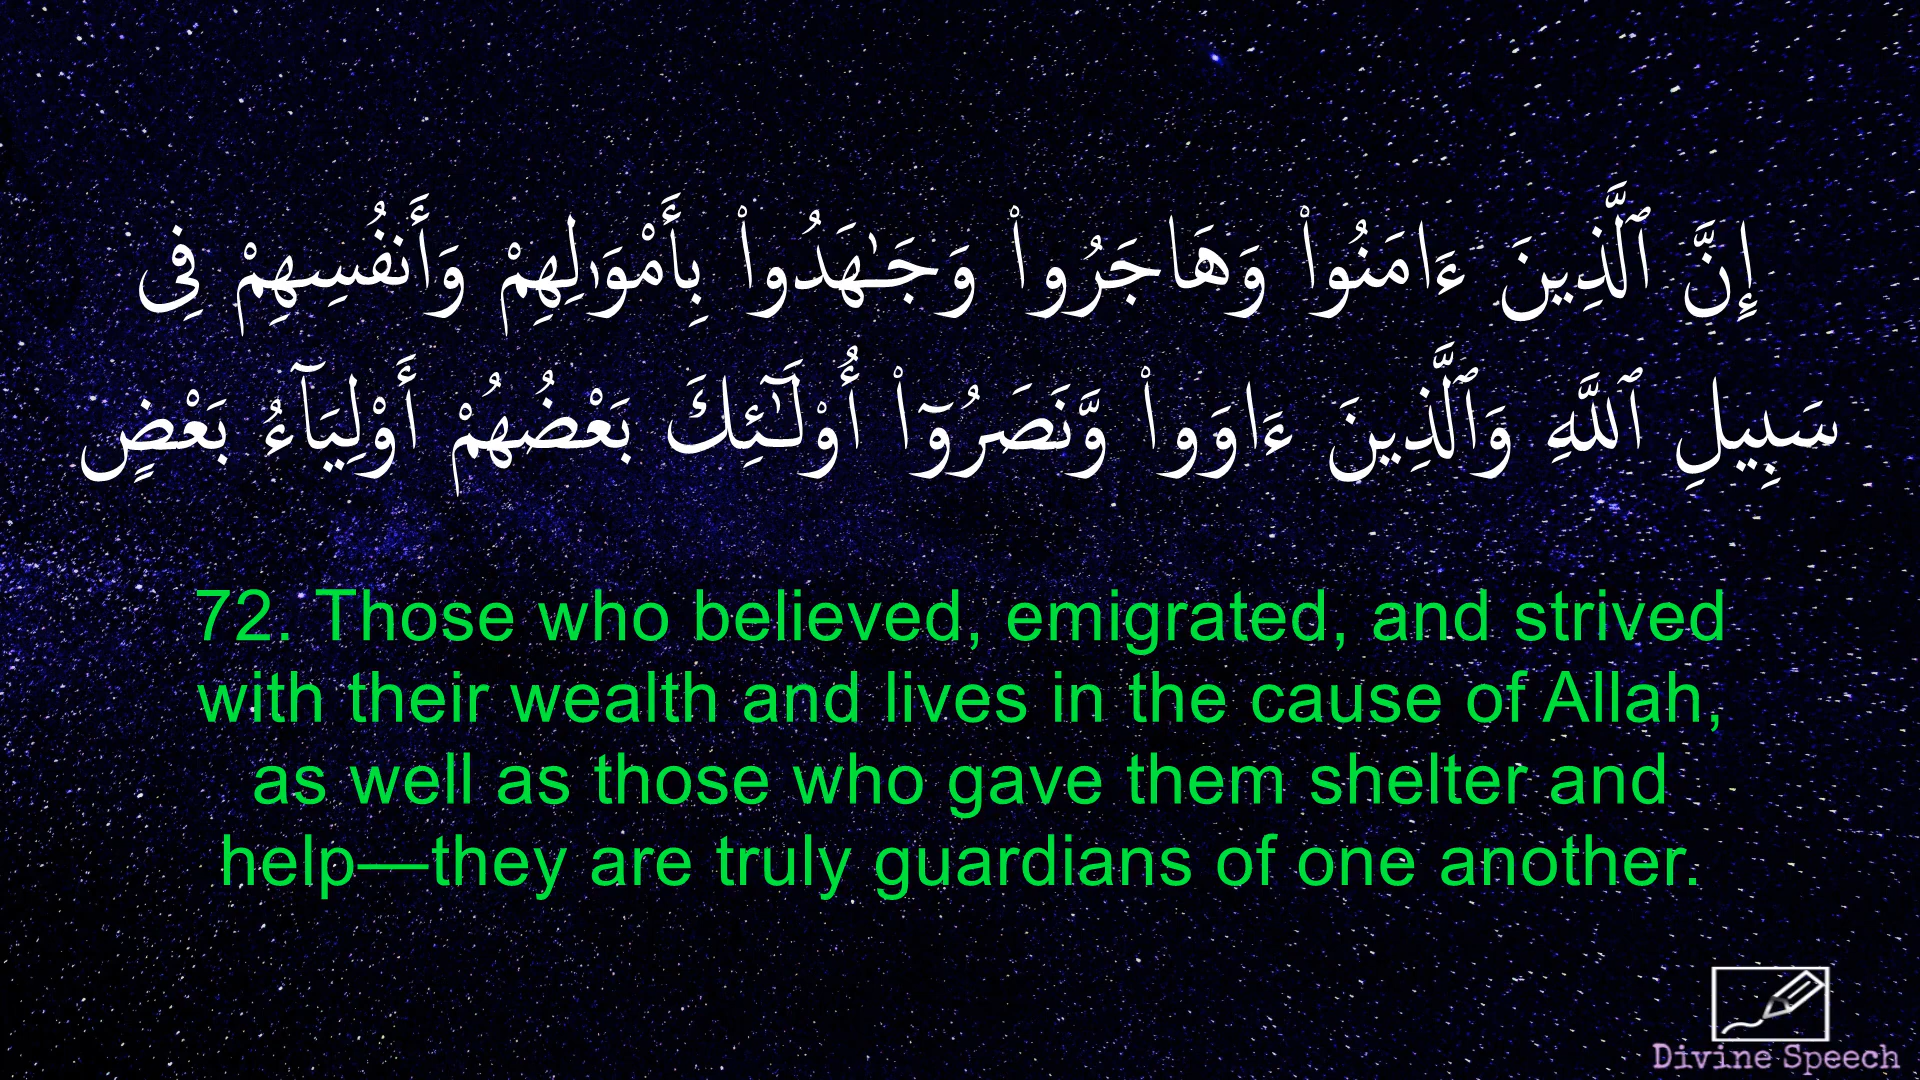 إِنَّ ٱلَّذِينَ ءَامَنُوا۟ وَهَاجَرُوا۟ وَجَـٰهَدُوا۟ بِأَمْوَٰلِهِمْ وَأَنفُسِهِمْ فِى
سَبِيلِ ٱللَّهِ وَٱلَّذِينَ ءَاوَوا۟ وَّنَصَرُوٓا۟ أُو۟لَـٰٓئِكَ بَعْضُهُمْ أَوْلِيَآءُ بَعْضٍ
72. Those who believed, emigrated, and strived
with their wealth and lives in the cause of Allah,
as well as those who gave them shelter and
help—they are truly guardians of one another.
Divine Speech